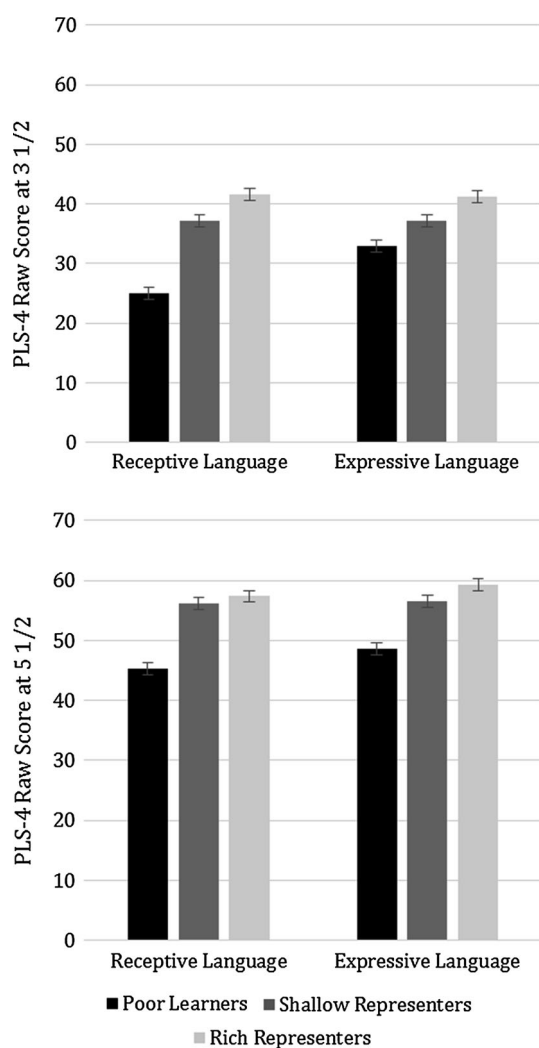 70
60
50
40
30
20
10
0
PLS-4 Raw Score at 3 1/2
Receptive Language Expressive Language
70
60
50
40
30
20
10
0
PLS-4 Raw Score at 5 1/2
Receptive Language Expressive Language
Poor Learners Shallow Representers
Rich Representers